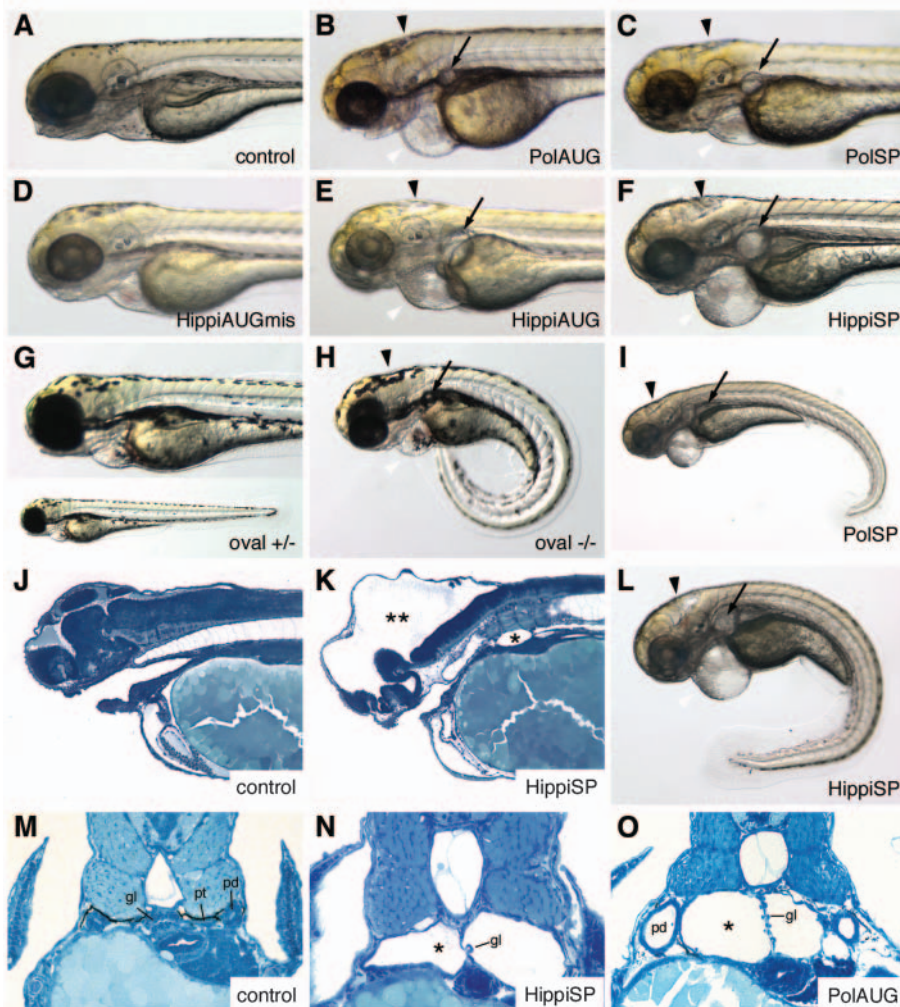 A
control
B
PolAUG
C
PolSP
D
HippiAUGmis
E
HippiAUG
F
HippiSP
G
oval +/-
H
oval -/-
I
PolSP
J
control
K
**
*
HippiSP
L
HippiSP
M
gl
pt
pd
control
N
*
gl
HippiSP
O
pd
*
gl
PolAUG